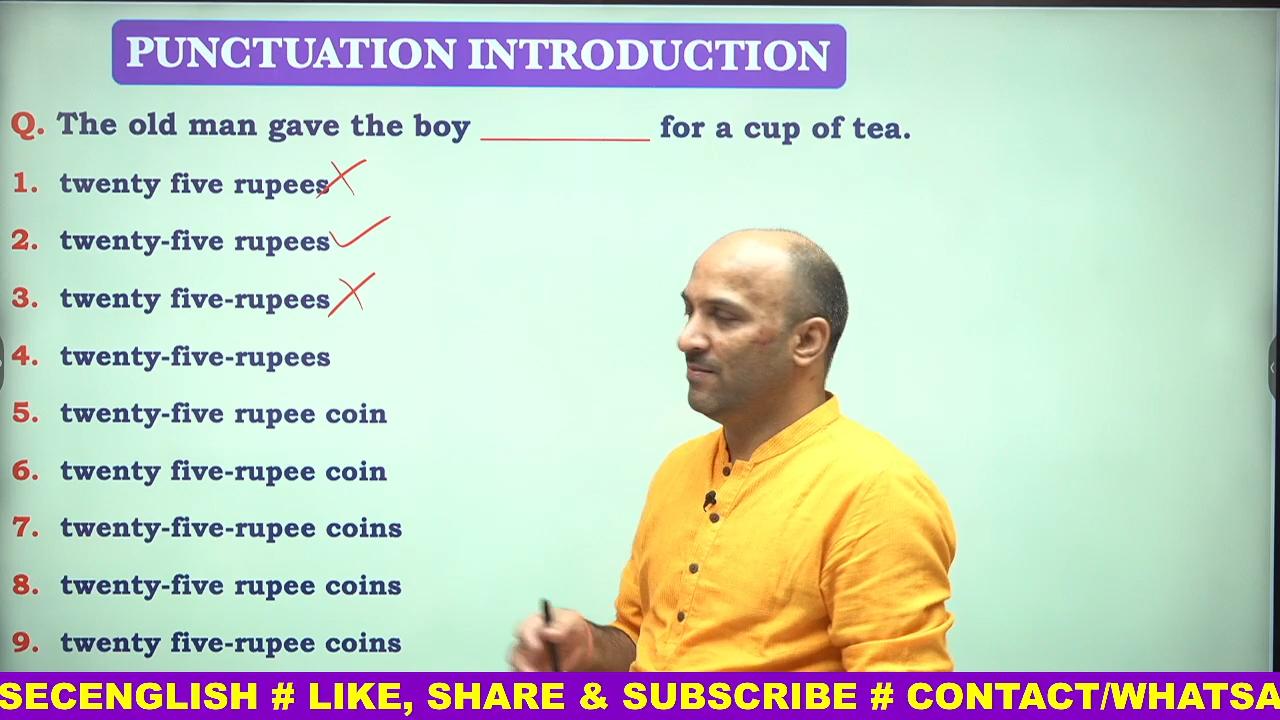 PUNCTUATION INTRODUCTION
Q. The old man gave the boy __________ for a cup of tea.
1. twenty five rupees
2. twenty-five rupees
3. twenty five-rupees
4. twenty-five-rupees
5. twenty-five rupee coin
6. twenty five-rupee coin
7. twenty-five-rupee coins
8. twenty-five rupee coins
9. twenty five-rupee coins
SECENGLISH # LIKE, SHARE & SUBSCRIBE # CONTACT/WHATSA